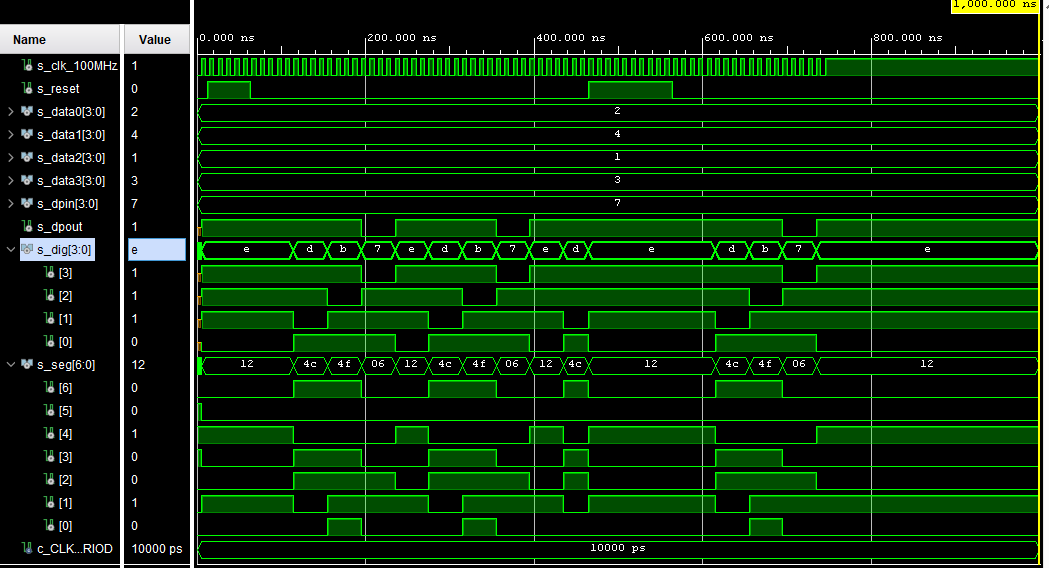 1,000.000 ns
Name Value 0.000 ns 200.000 ns 400.000 ns 600.000 ns 800.000 ns
s_clk_100MHz 1
s_reset 0
s_data0[3:0] 2 2
s_data1[3:0] 4 4
s_data2[3:0] 1 1
s_data3[3:0] 3 3
s_dpin[3:0] 7 7
s_dpout 1
s_dig[3:0] e e d b 7 e d b 7 e d e d b 7 e
[3] 1
[2] 1
[1] 1
[0] 0
s_seg[6:0] 12 12 4c 4f 06 12 4c 4f 06 12 4c 12 4c 4f 06 12
[6] 0
[5] 0
[4] 1
[3] 0
[2] 0
[1] 1
[0] 0
c_CLK...RIOD 10000 ps 10000 ps